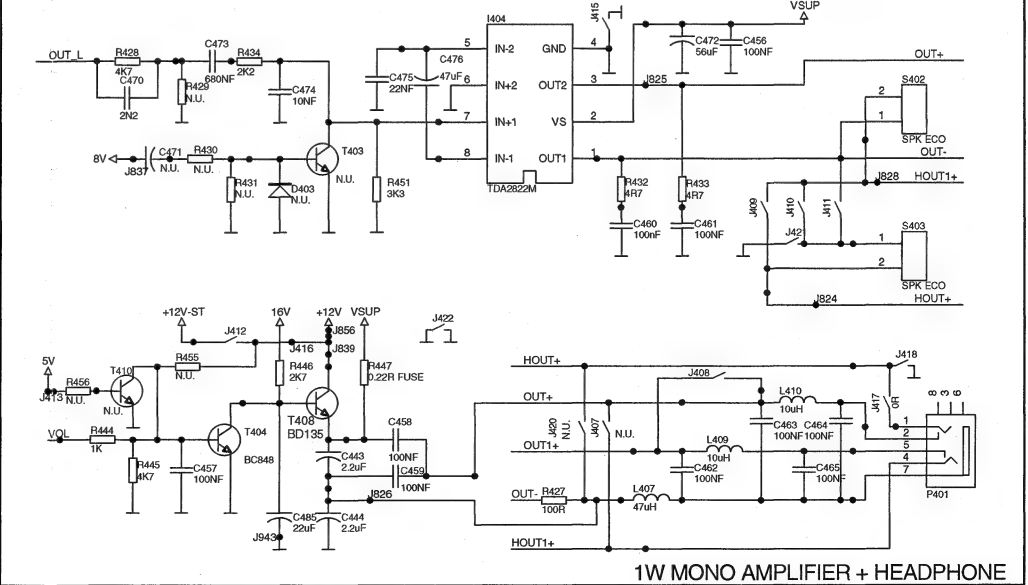 I404
J415
VSUP
OUT_L
R428
4K7
C470
2N2
R429
N.U.
C473
680NF
R434
2K2
C474
10NF
C475
22NF
C476
47uF
5 IN-2
6 IN+2
7 IN+1
8 IN-1
GND 4
OUT2 3
VS 2
OUT1 1
TDA2822M
C472
56uF
C456
100NF
J825
OUT+
S402
2
1
SPK ECO
OUT-
8V
J837
C471
N.U.
R430
N.U.
R431
N.U.
D403
N.U.
T403
N.U.
R451
3K3
R432
4R7
R433
4R7
C460
100nF
C461
100NF
J828
HOUT1+
J409
J410
J411
J42
S403
1
2
SPK ECO
J824
HOUT+
+12V-ST
J412
16V
+12V
VSUP
J422
J856
J839
J416
R455
N.U.
R446
2K7
R447
0.22R FUSE
5V
J413
R456
N.U.
T410
N.U.
VOL
R444
1K
R445
4K7
C457
100NF
T404
BC848
T408
BD135
C458
100NF
C443
2.2uF
C459
100NF
J826
C485
22uF
C444
2.2uF
J943
HOUT+
J418
J408
OUT+
L410
10uH
J417
0R
8 3 6
J420
N.U.
J407
N.U.
C463
100NF
C464
100NF
1
2
5
4
7
P401
OUT1+
L409
10uH
C462
100NF
C465
100NF
OUT-
R427
100R
L407
47uH
HOUT1+
1W MONO AMPLIFIER + HEADPHONE